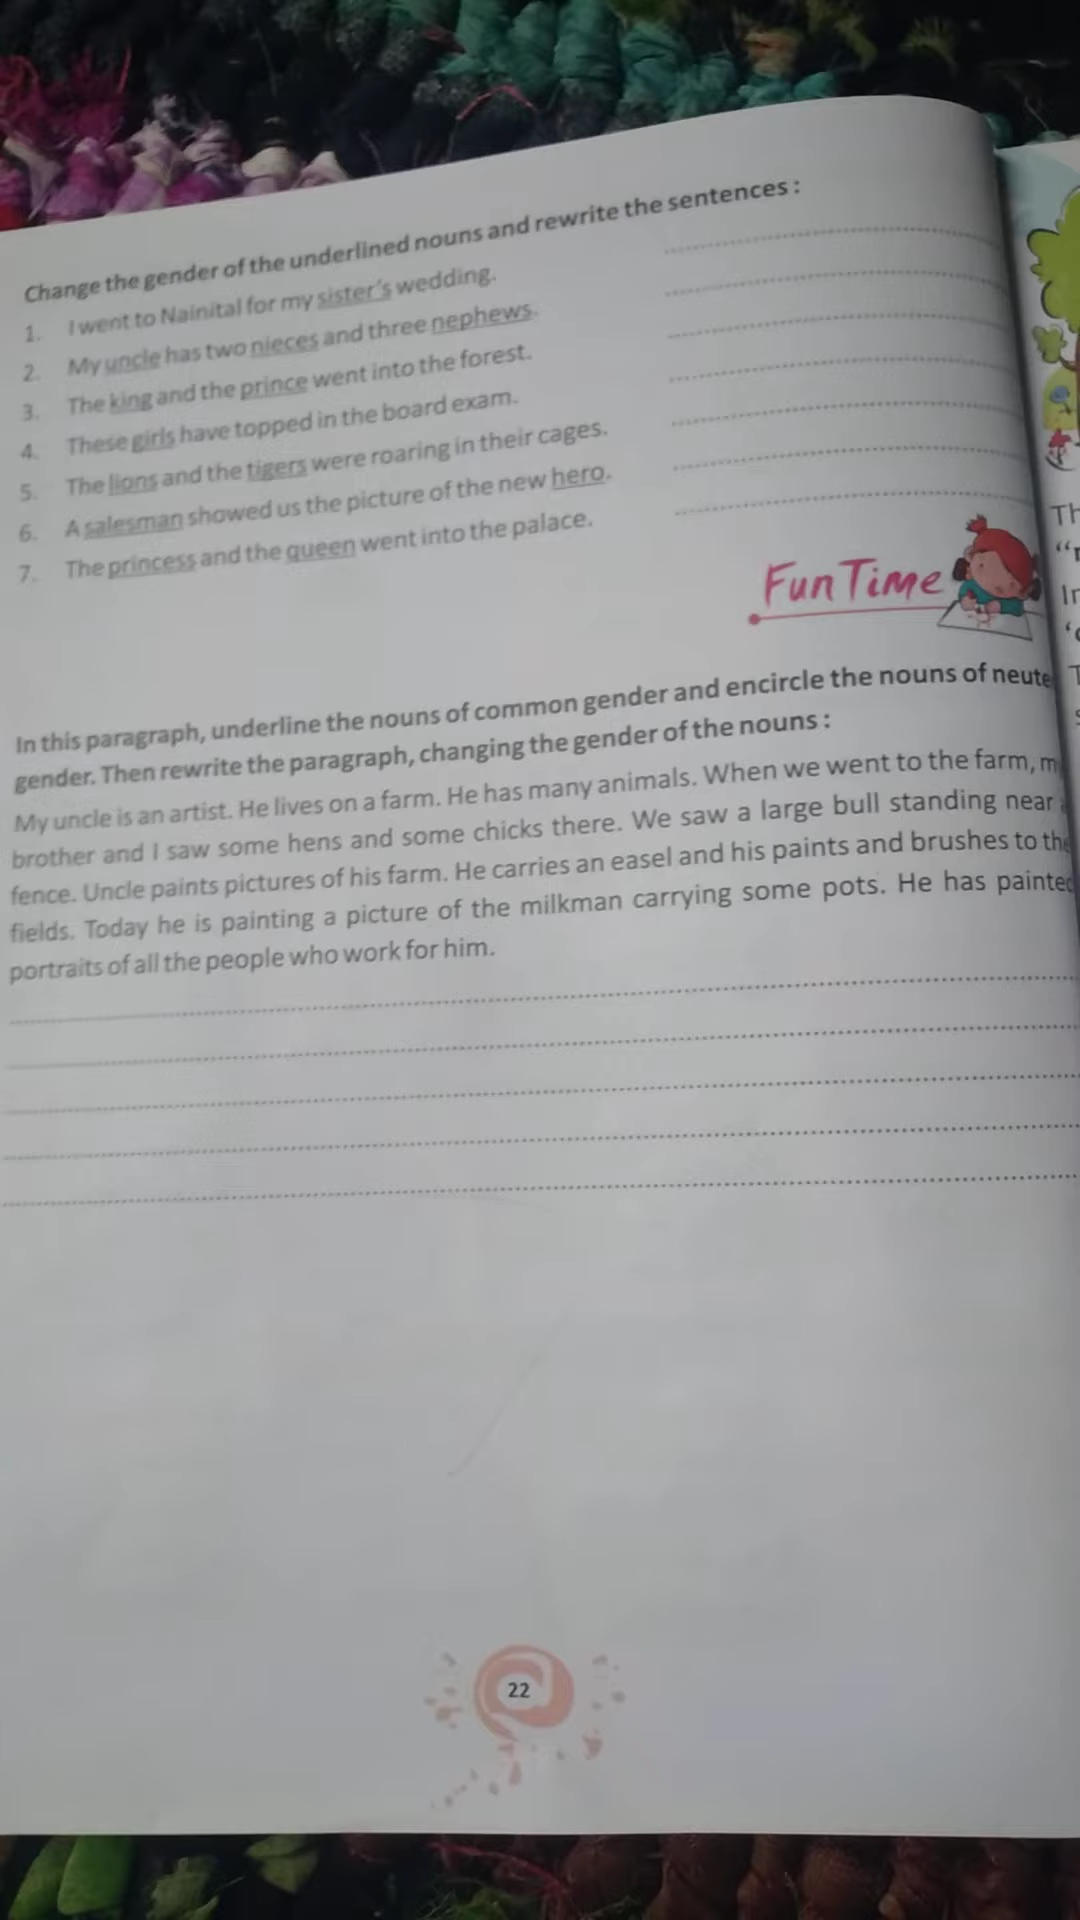 Change the gender of the underlined nouns and rewrite the sentences :
1. I went to Nainital for my sister's wedding.
2. My uncle has two nieces and three nephews.
3. The king and the prince went into the forest.
4. These girls have topped in the board exam.
5. The lions and the tigers were roaring in their cages.
6. A salesman showed us the picture of the new hero.
7. The princess and the queen went into the palace.
Fun Time
In this paragraph, underline the nouns of common gender and encircle the nouns of neute
gender. Then rewrite the paragraph, changing the gender of the nouns :
My uncle is an artist. He lives on a farm. He has many animals. When we went to the farm, m
brother and I saw some hens and some chicks there. We saw a large bull standing near
fence. Uncle paints pictures of his farm. He carries an easel and his paints and brushes to the
fields. Today he is painting a picture of the milkman carrying some pots. He has painted
portraits of all the people who work for him.
22